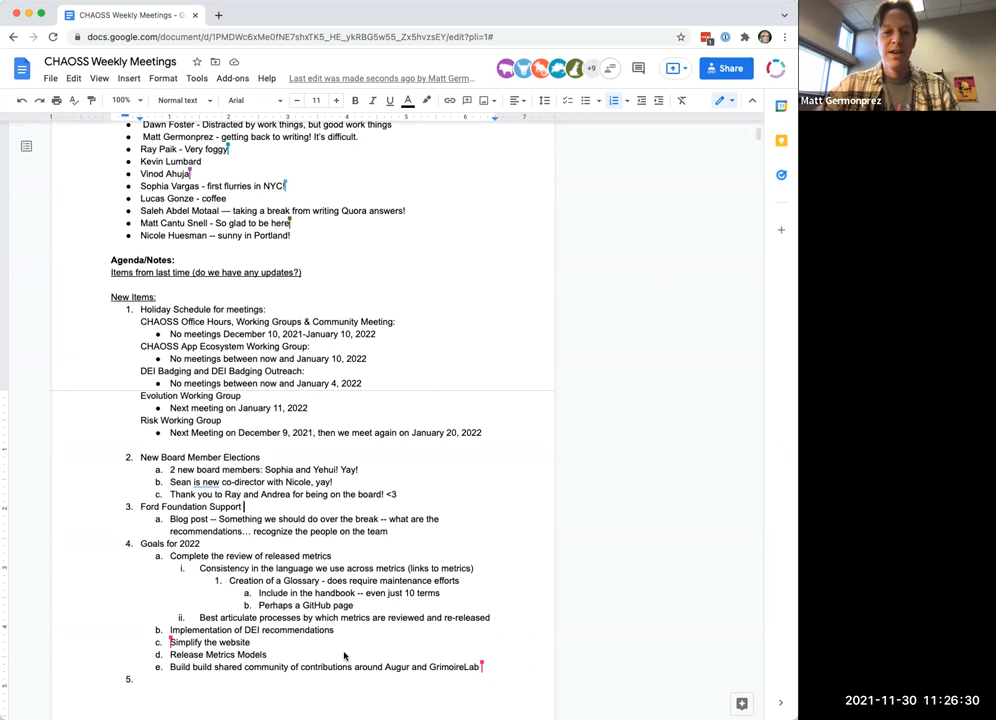 CHAOSS Weekly Meetings - G
docs.google.com/document/d/1PMDWc6xMe0fNE7shxTK5_HE_ykRBG5w55_Zx5hvzsEY/edit?pli=1#
CHAOSS Weekly Meetings
File Edit View Insert Format Tools Add-ons Help Last edit was made seconds ago by Matt Germ...
+9
Share
100% Normal text Arial 11
B I U A
1 1 2 3 4 5 6 7
Dawn Foster - Distracted by work things, but good work things
Matt Germonprez - getting back to writing! It's difficult.
Ray Paik - Very foggy
Kevin Lumbard
Vinod Ahuja
Sophia Vargas - first flurries in NYC!
Lucas Gonze - coffee
Saleh Abdel Motaal — taking a break from writing Quora answers!
Matt Cantu Snell - So glad to be here
Nicole Huesman -- sunny in Portland!
Agenda/Notes:
Items from last time (do we have any updates?)
New Items:
1. Holiday Schedule for meetings:
CHAOSS Office Hours, Working Groups & Community Meeting:
No meetings December 10, 2021-January 10, 2022
CHAOSS App Ecosystem Working Group:
No meetings between now and January 10, 2022
DEI Badging and DEI Badging Outreach:
No meetings between now and January 4, 2022
Evolution Working Group
Next meeting on January 11, 2022
Risk Working Group
Next Meeting on December 9, 2021, then we meet again on January 20, 2022
2. New Board Member Elections
a. 2 new board members: Sophia and Yehui! Yay!
b. Sean is new co-director with Nicole, yay!
c. Thank you to Ray and Andrea for being on the board! <3
3. Ford Foundation Support
a. Blog post -- Something we should do over the break -- what are the
recommendations… recognize the people on the team
4. Goals for 2022
a. Complete the review of released metrics
i. Consistency in the language we use across metrics (links to metrics)
1. Creation of a Glossary - does require maintenance efforts
a. Include in the handbook -- even just 10 terms
b. Perhaps a GitHub page
ii. Best articulate processes by which metrics are reviewed and re-released
b. Implementation of DEI recommendations
c. Simplify the website
d. Release Metrics Models
e. Build build shared community of contributions around Augur and GrimoireLab
5.
Matt Germonprez
2021-11-30 11:26:30